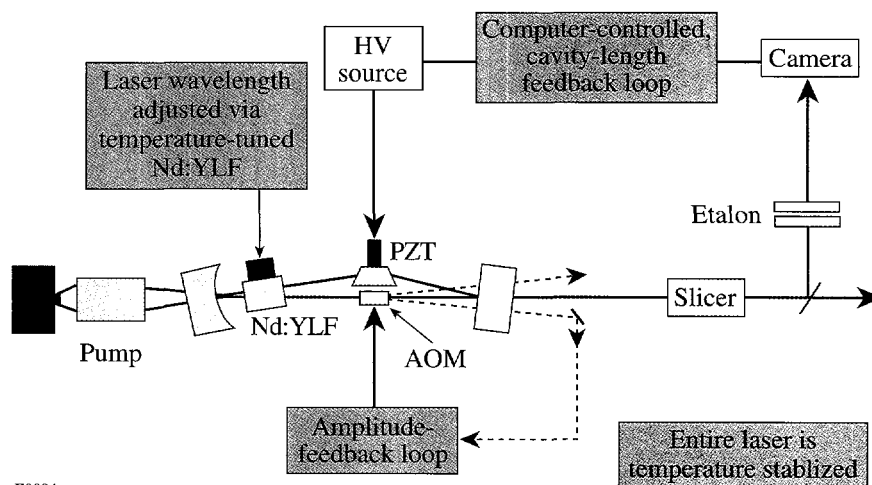 HV
source
Computer-controlled,
cavity-length
feedback loop
Camera
Laser wavelength
adjusted via
temperature-tuned
Nd:YLF
Etalon
PZT
Slicer
Nd:YLF
Pump
AOM
Amplitude-
feedback loop
Entire laser is
temperature stablized